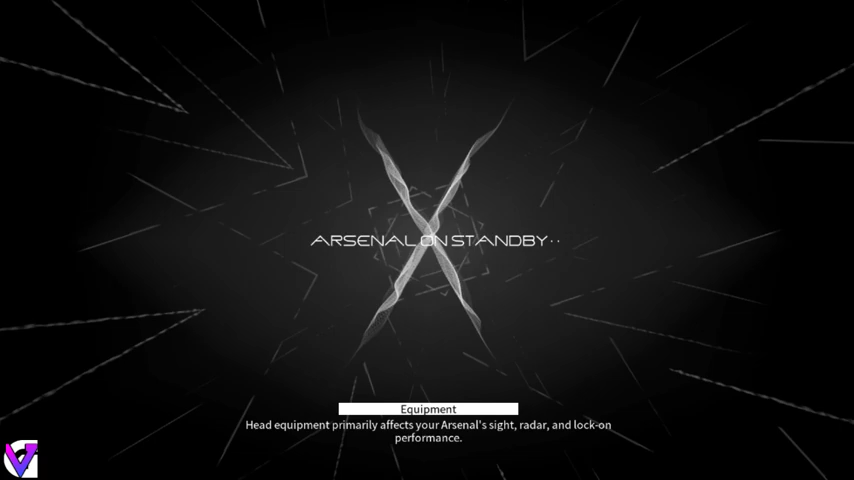 ARSENAL ON STANDBY··
Equipment
Head equipment primarily affects your Arsenal's sight, radar, and lock-on
performance.